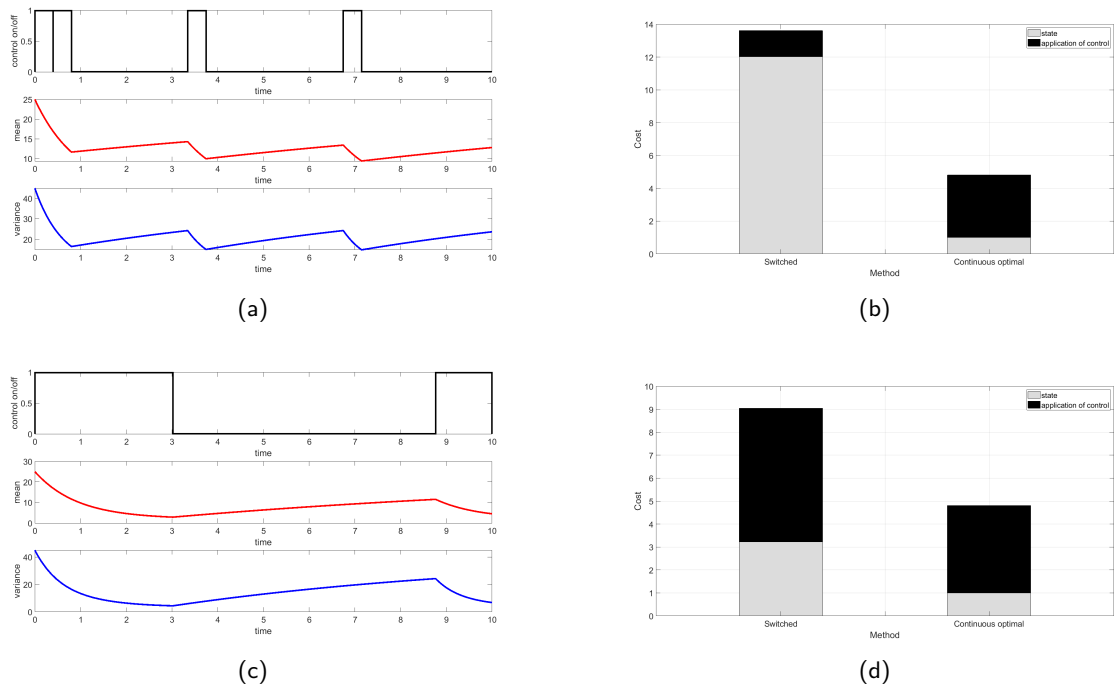 1
0.5
0
control on/off
0 1 2 3 4 5 6 7 8 9 10
time
25
20
15
10
mean
0 1 2 3 4 5 6 7 8 9 10
time
40
30
20
variance
0 1 2 3 4 5 6 7 8 9 10
time
(a)
14
12
10
8
6
4
2
0
Cost
state
application of control
Switched Continuous optimal
Method
(b)
1
0.5
0
control on/off
0 1 2 3 4 5 6 7 8 9 10
time
30
20
10
0
mean
0 1 2 3 4 5 6 7 8 9 10
time
40
20
0
variance
0 1 2 3 4 5 6 7 8 9 10
time
(c)
10
9
8
7
6
5
4
3
2
1
0
Cost
state
application of control
Switched Continuous optimal
Method
(d)